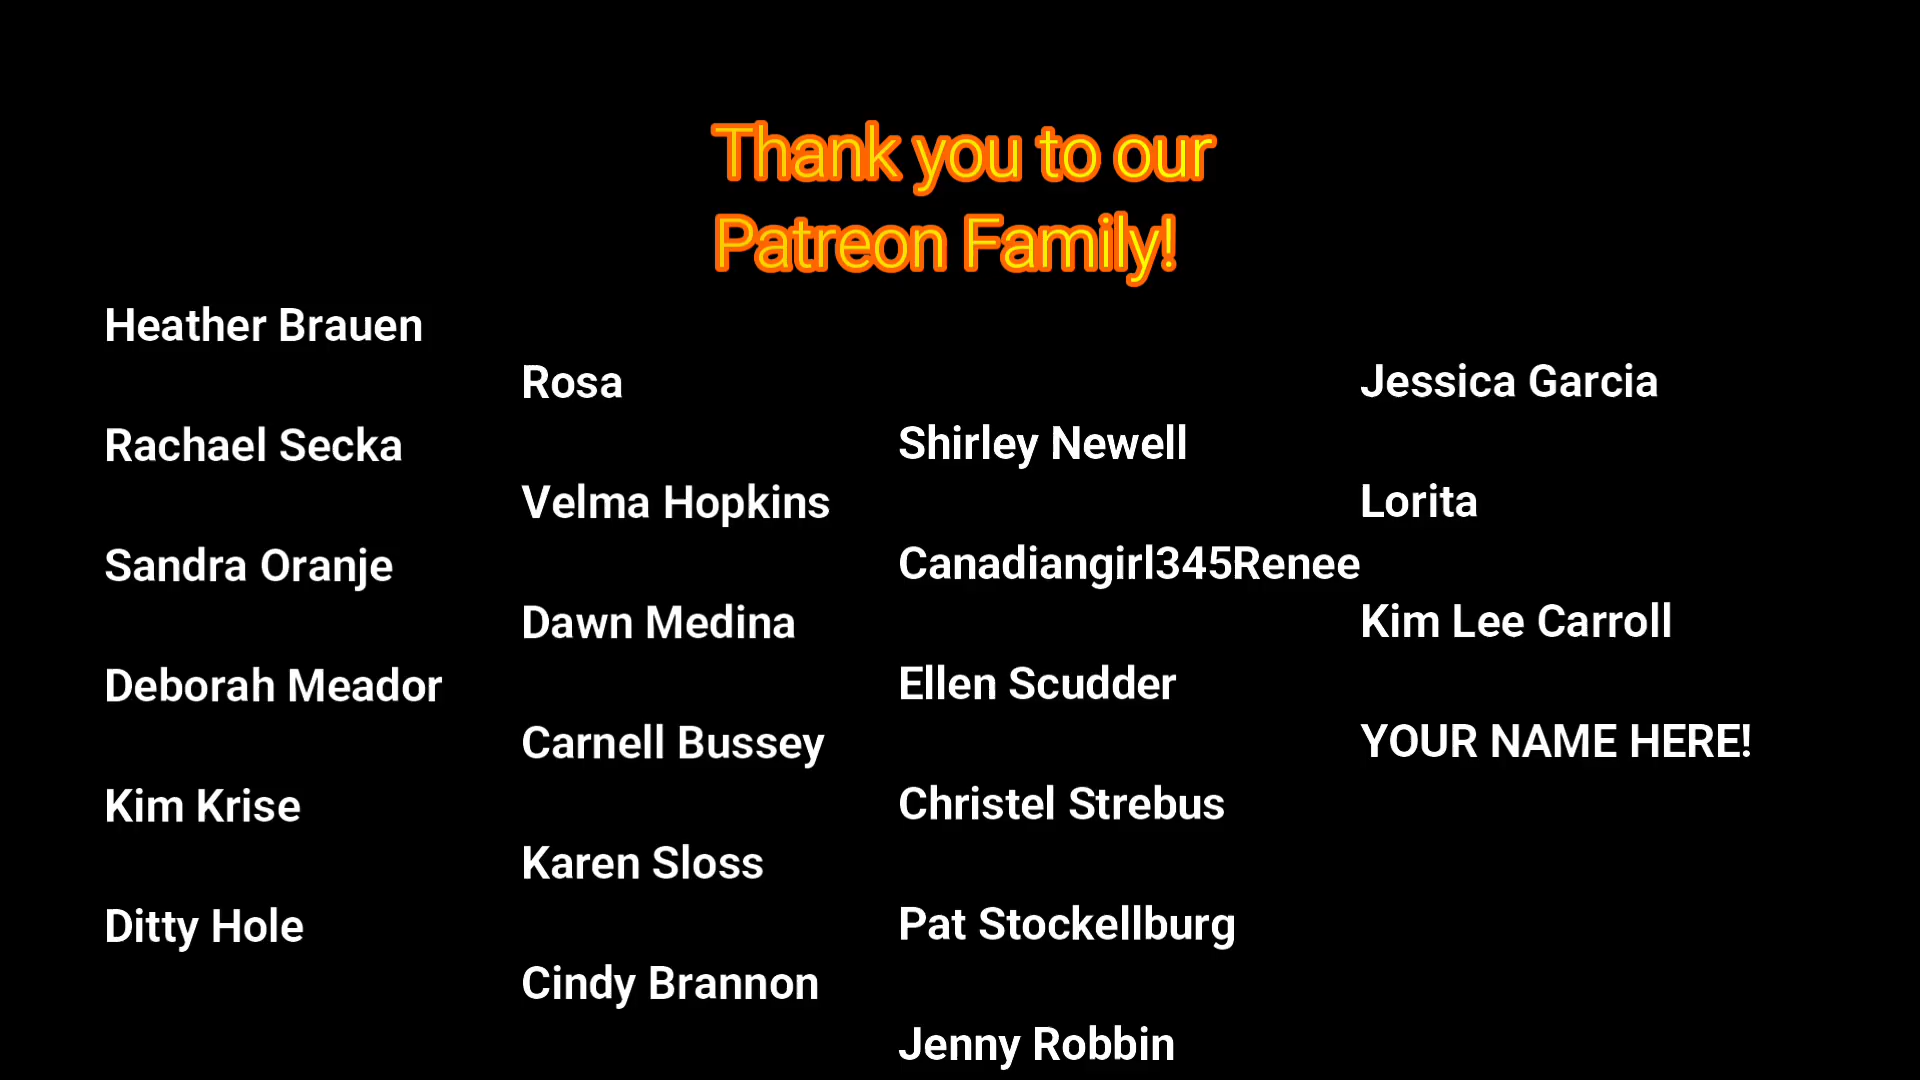 Thank you to our
Patreon Family!
Heather Brauen
Rachael Secka
Sandra Oranje
Deborah Meador
Kim Krise
Ditty Hole
Rosa
Velma Hopkins
Dawn Medina
Carnell Bussey
Karen Sloss
Cindy Brannon
Shirley Newell
Canadiangirl345Renee
Ellen Scudder
Christel Strebus
Pat Stockellburg
Jenny Robbin
Jessica Garcia
Lorita
Kim Lee Carroll
YOUR NAME HERE!